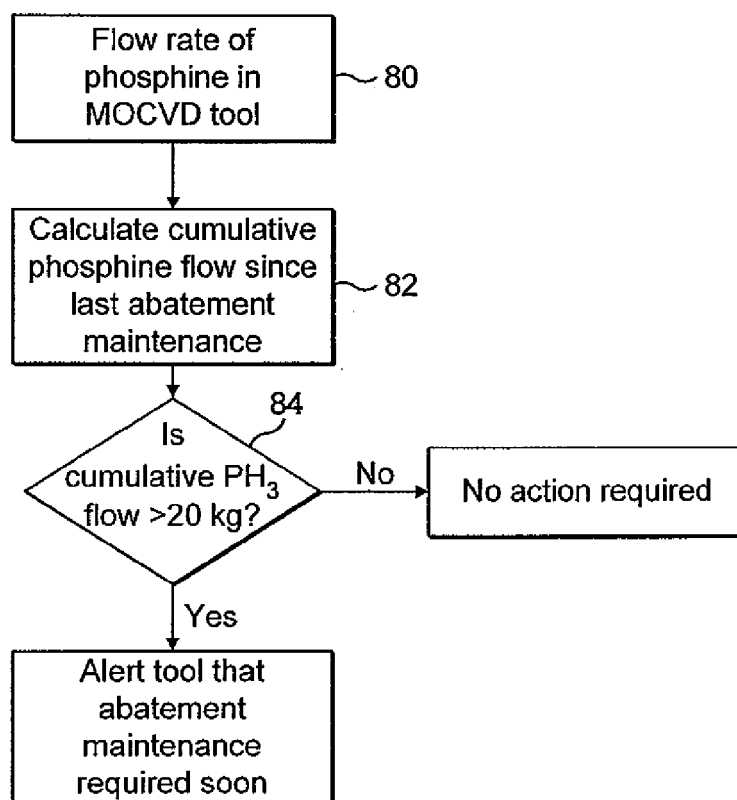 Flow rate of
phosphine in
MOCVD tool
80
Calculate cumulative
phosphine flow since
last abatement
maintenance
82
84
Is
cumulative PH₃
flow >20 kg?
No
No action required
Yes
Alert tool that
abatement
maintenance
required soon